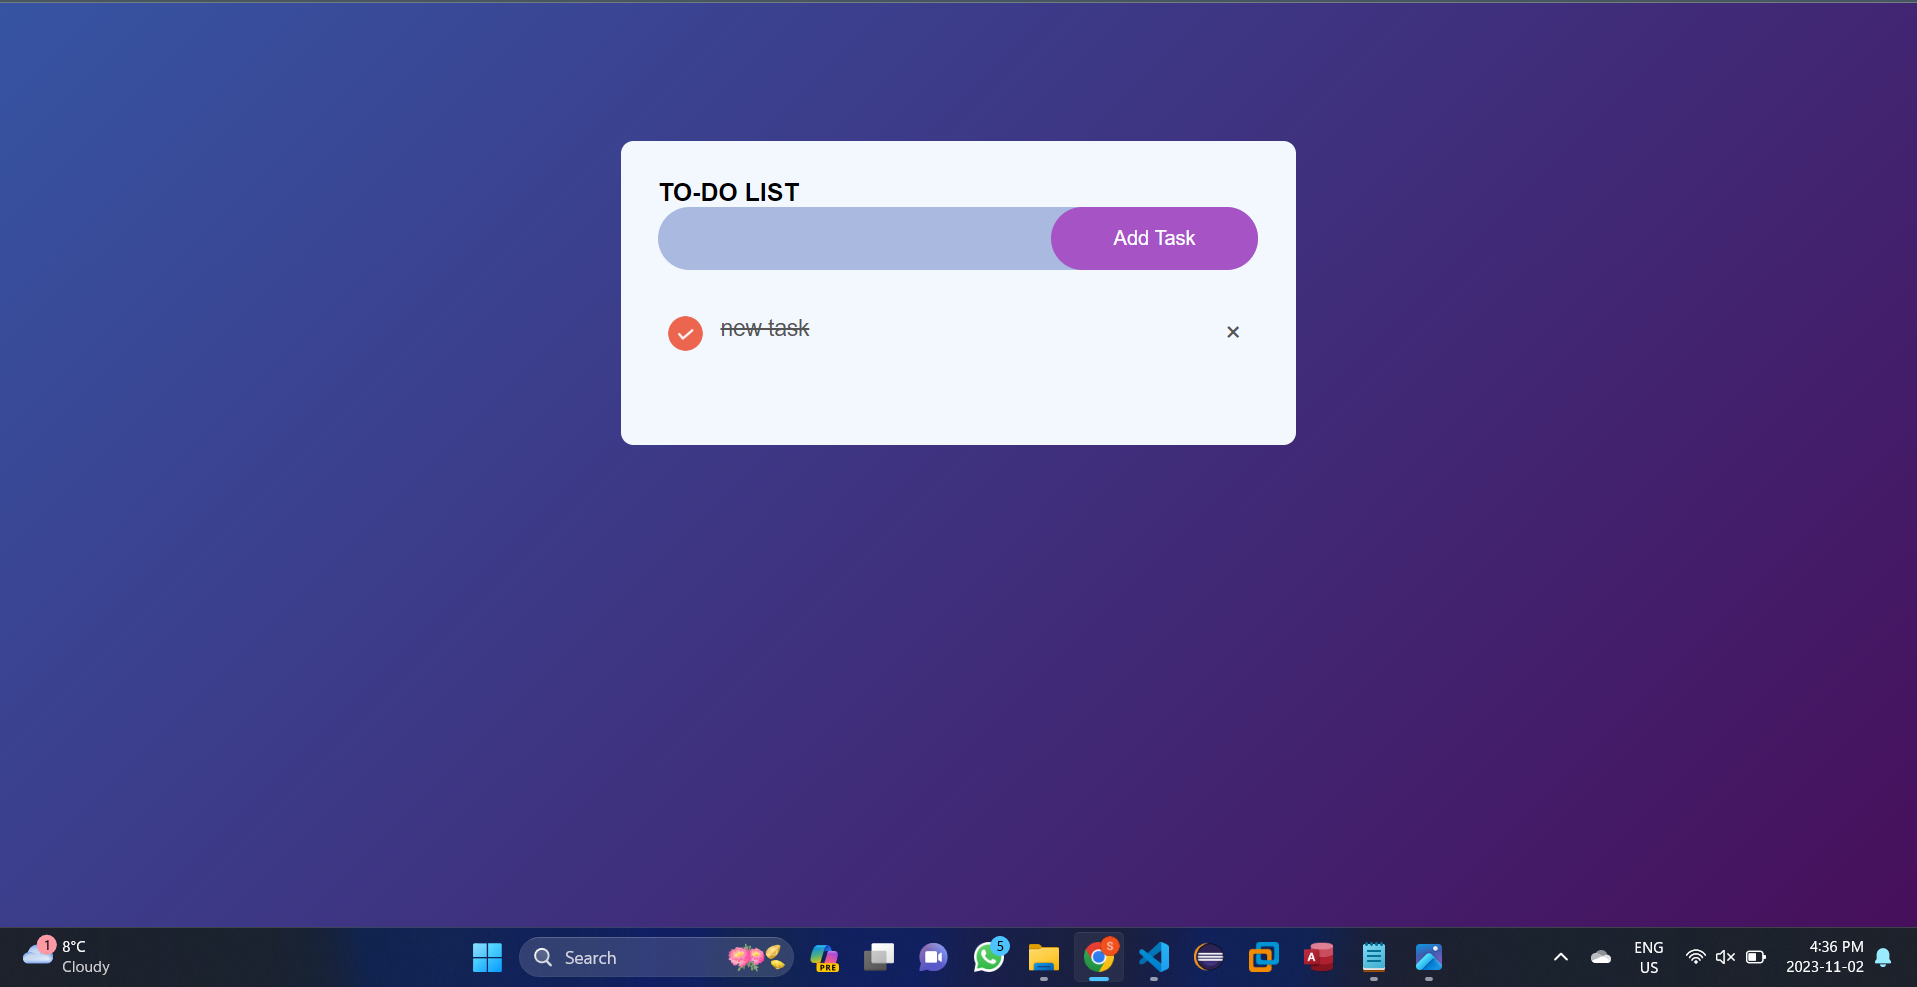 TO-DO LIST
Add Task
new task
1
8°C
Cloudy
Search
PRE
5
S
A
ENG
US
4:36 PM
2023-11-02